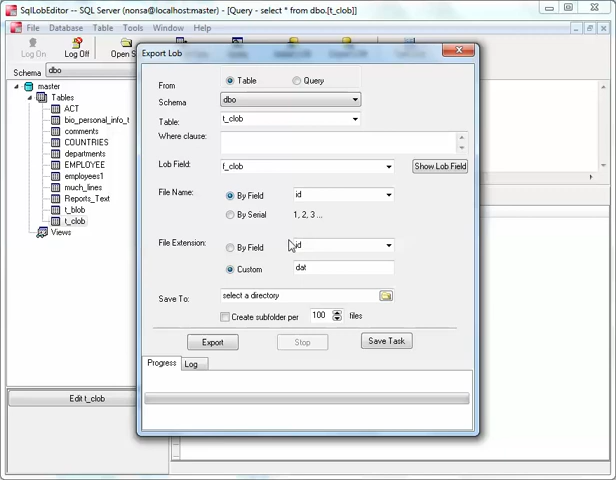 SqlLobEditor - SQL Server (nonsa@localhost:master) - [Query - select * from dbo.[t_clob]]
File Database Table Record Window Help
Log On Log Off Open S
Schema dbo
master
Tables
ACT
bio_personal_info_t
comments
COUNTRIES
departments
EMPLOYEE
employees1
much_lines
Reports_Text
t_blob
t_clob
Views
Edit t_clob
Export Lob
From Table Query
Schema dbo
Table: t_clob
Where clause:
Lob Field: f_clob Show Lob Field
File Name: By Field id
By Serial 1, 2, 3 ...
File Extension: By Field id
Custom dat
Save To: select a directory
Create subfolder per 100 files
Export Stop Save Task
Progress Log